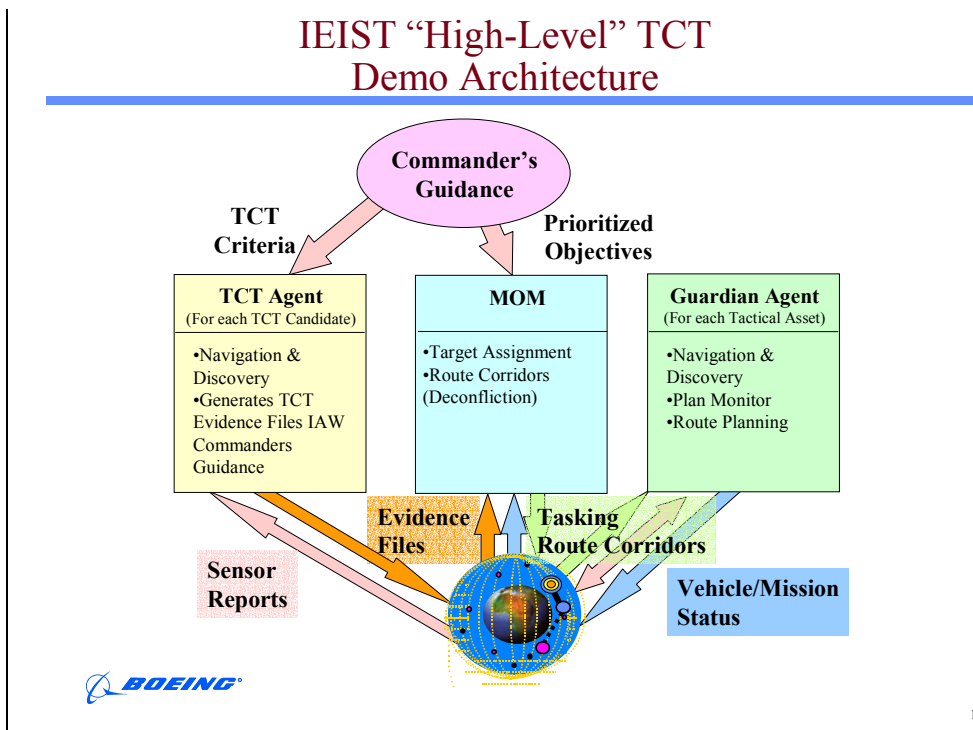 IEIST “High-Level” TCT
Demo Architecture
Commander’s
Guidance
TCT
Criteria
Prioritized
Objectives
TCT Agent
(For each TCT Candidate)
•Navigation &
Discovery
•Generates TCT
Evidence Files IAW
Commanders
Guidance
MOM
•Target Assignment
•Route Corridors
(Deconfliction)
Guardian Agent
(For each Tactical Asset)
•Navigation &
Discovery
•Plan Monitor
•Route Planning
Evidence
Files
Tasking
Route Corridors
Sensor
Reports
Vehicle/Mission
Status
BOEING®